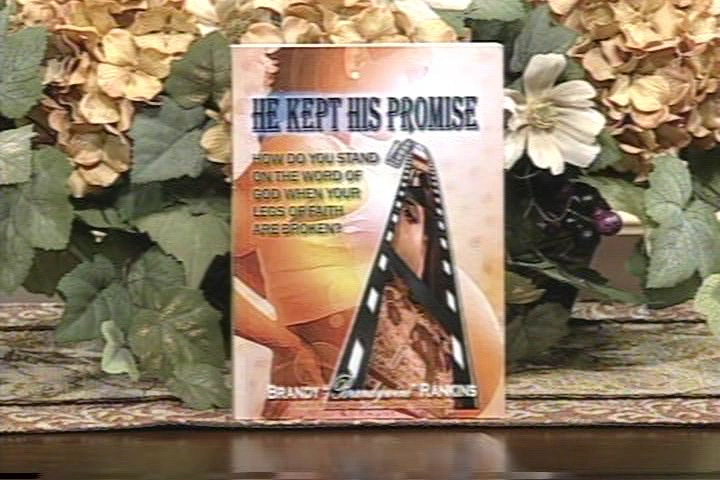 HE KEPT HIS PROMISE
HOW DO YOU STAND
ON THE WORD OF
GOD WHEN YOUR
LEGS OF FAITH
ARE BROKEN?
BRANDY " " RANKINS